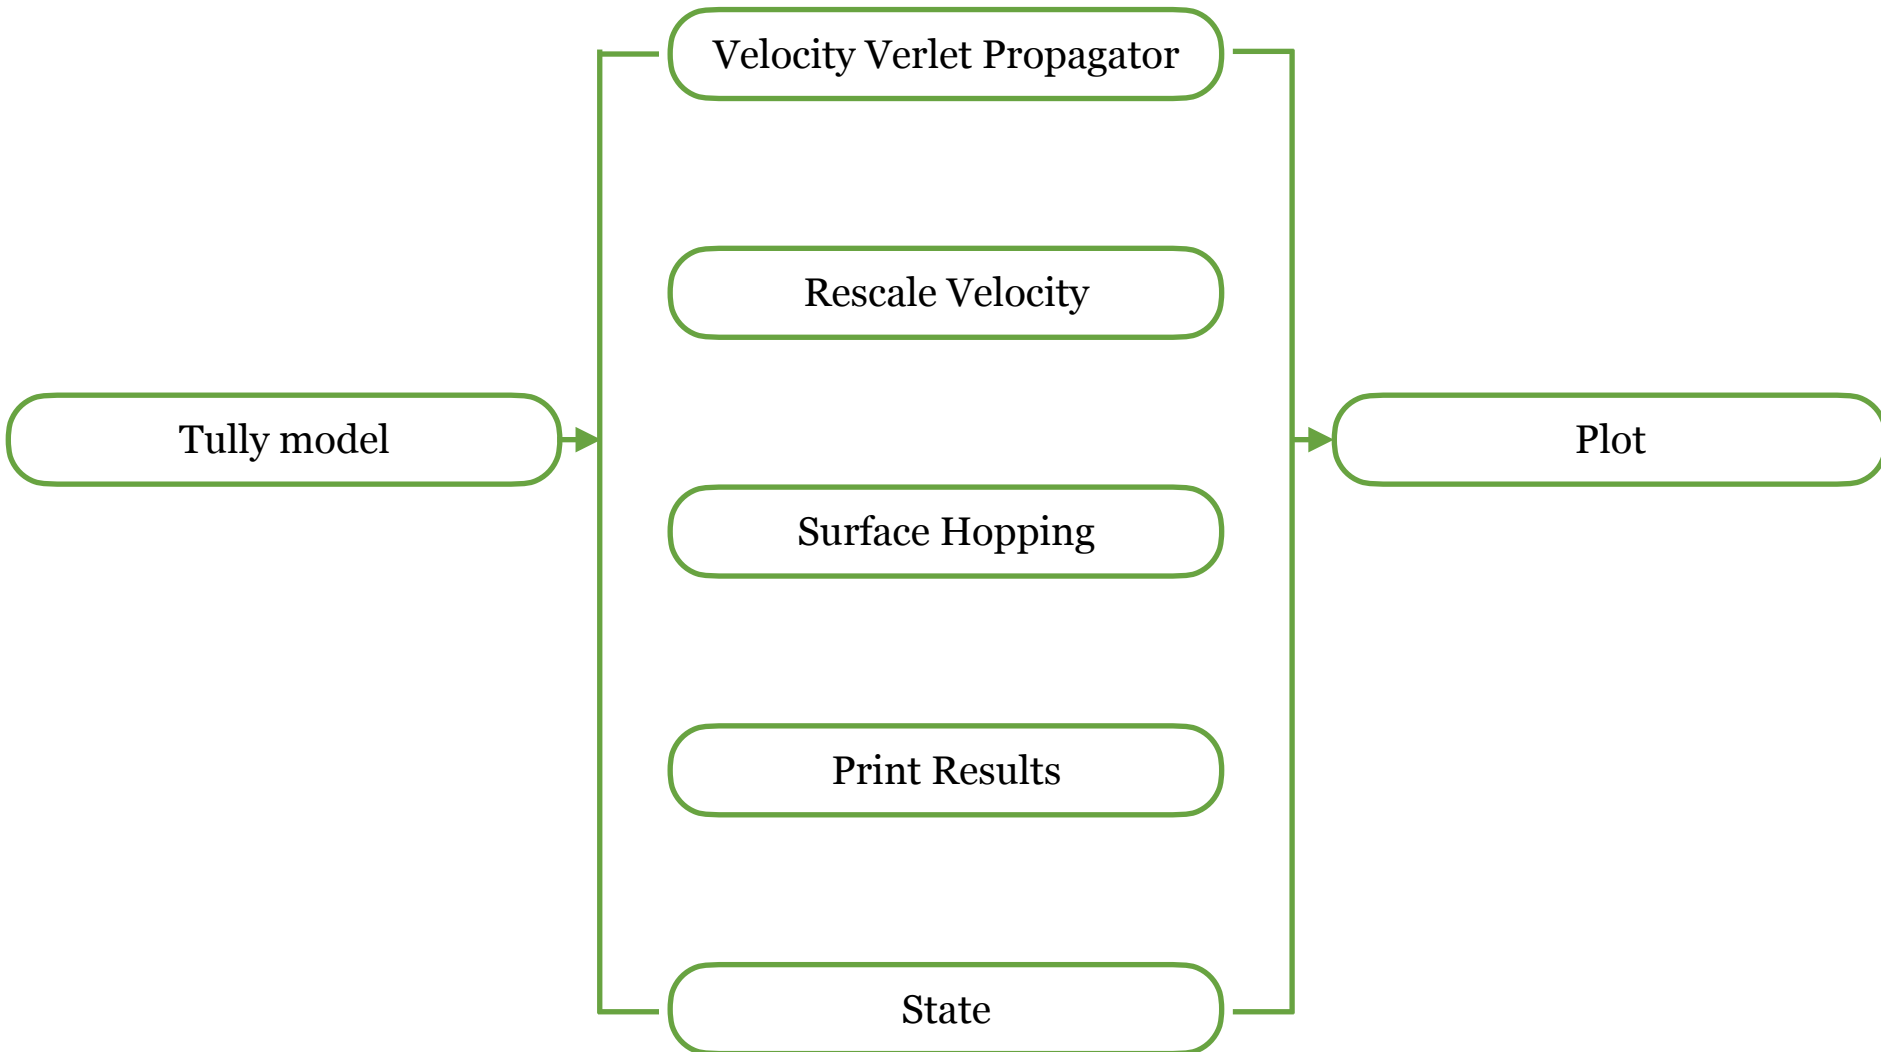 Velocity Verlet Propagator
Rescale Velocity
Tully model
Plot
Surface Hopping
Print Results
State